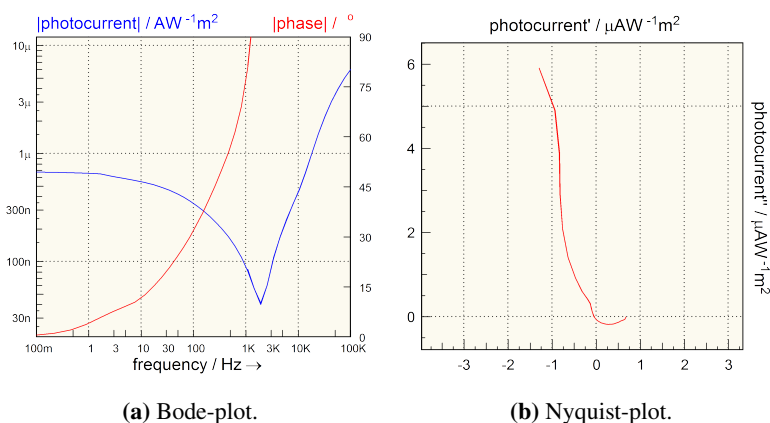 |photocurrent| / AW⁻¹m2 |phase| / °
10µ
3µ
1µ
300n
100n
30n
90
75
60
45
30
15
0
100m 1 3 10 30 100 1K 3K 10K 100K
frequency / Hz →
(a) Bode-plot.
photocurrent' / µAW⁻¹m2
6
4
2
0
-3 -2 -1 0 1 2 3
photocurrent'' / µAW⁻¹m2
(b) Nyquist-plot.